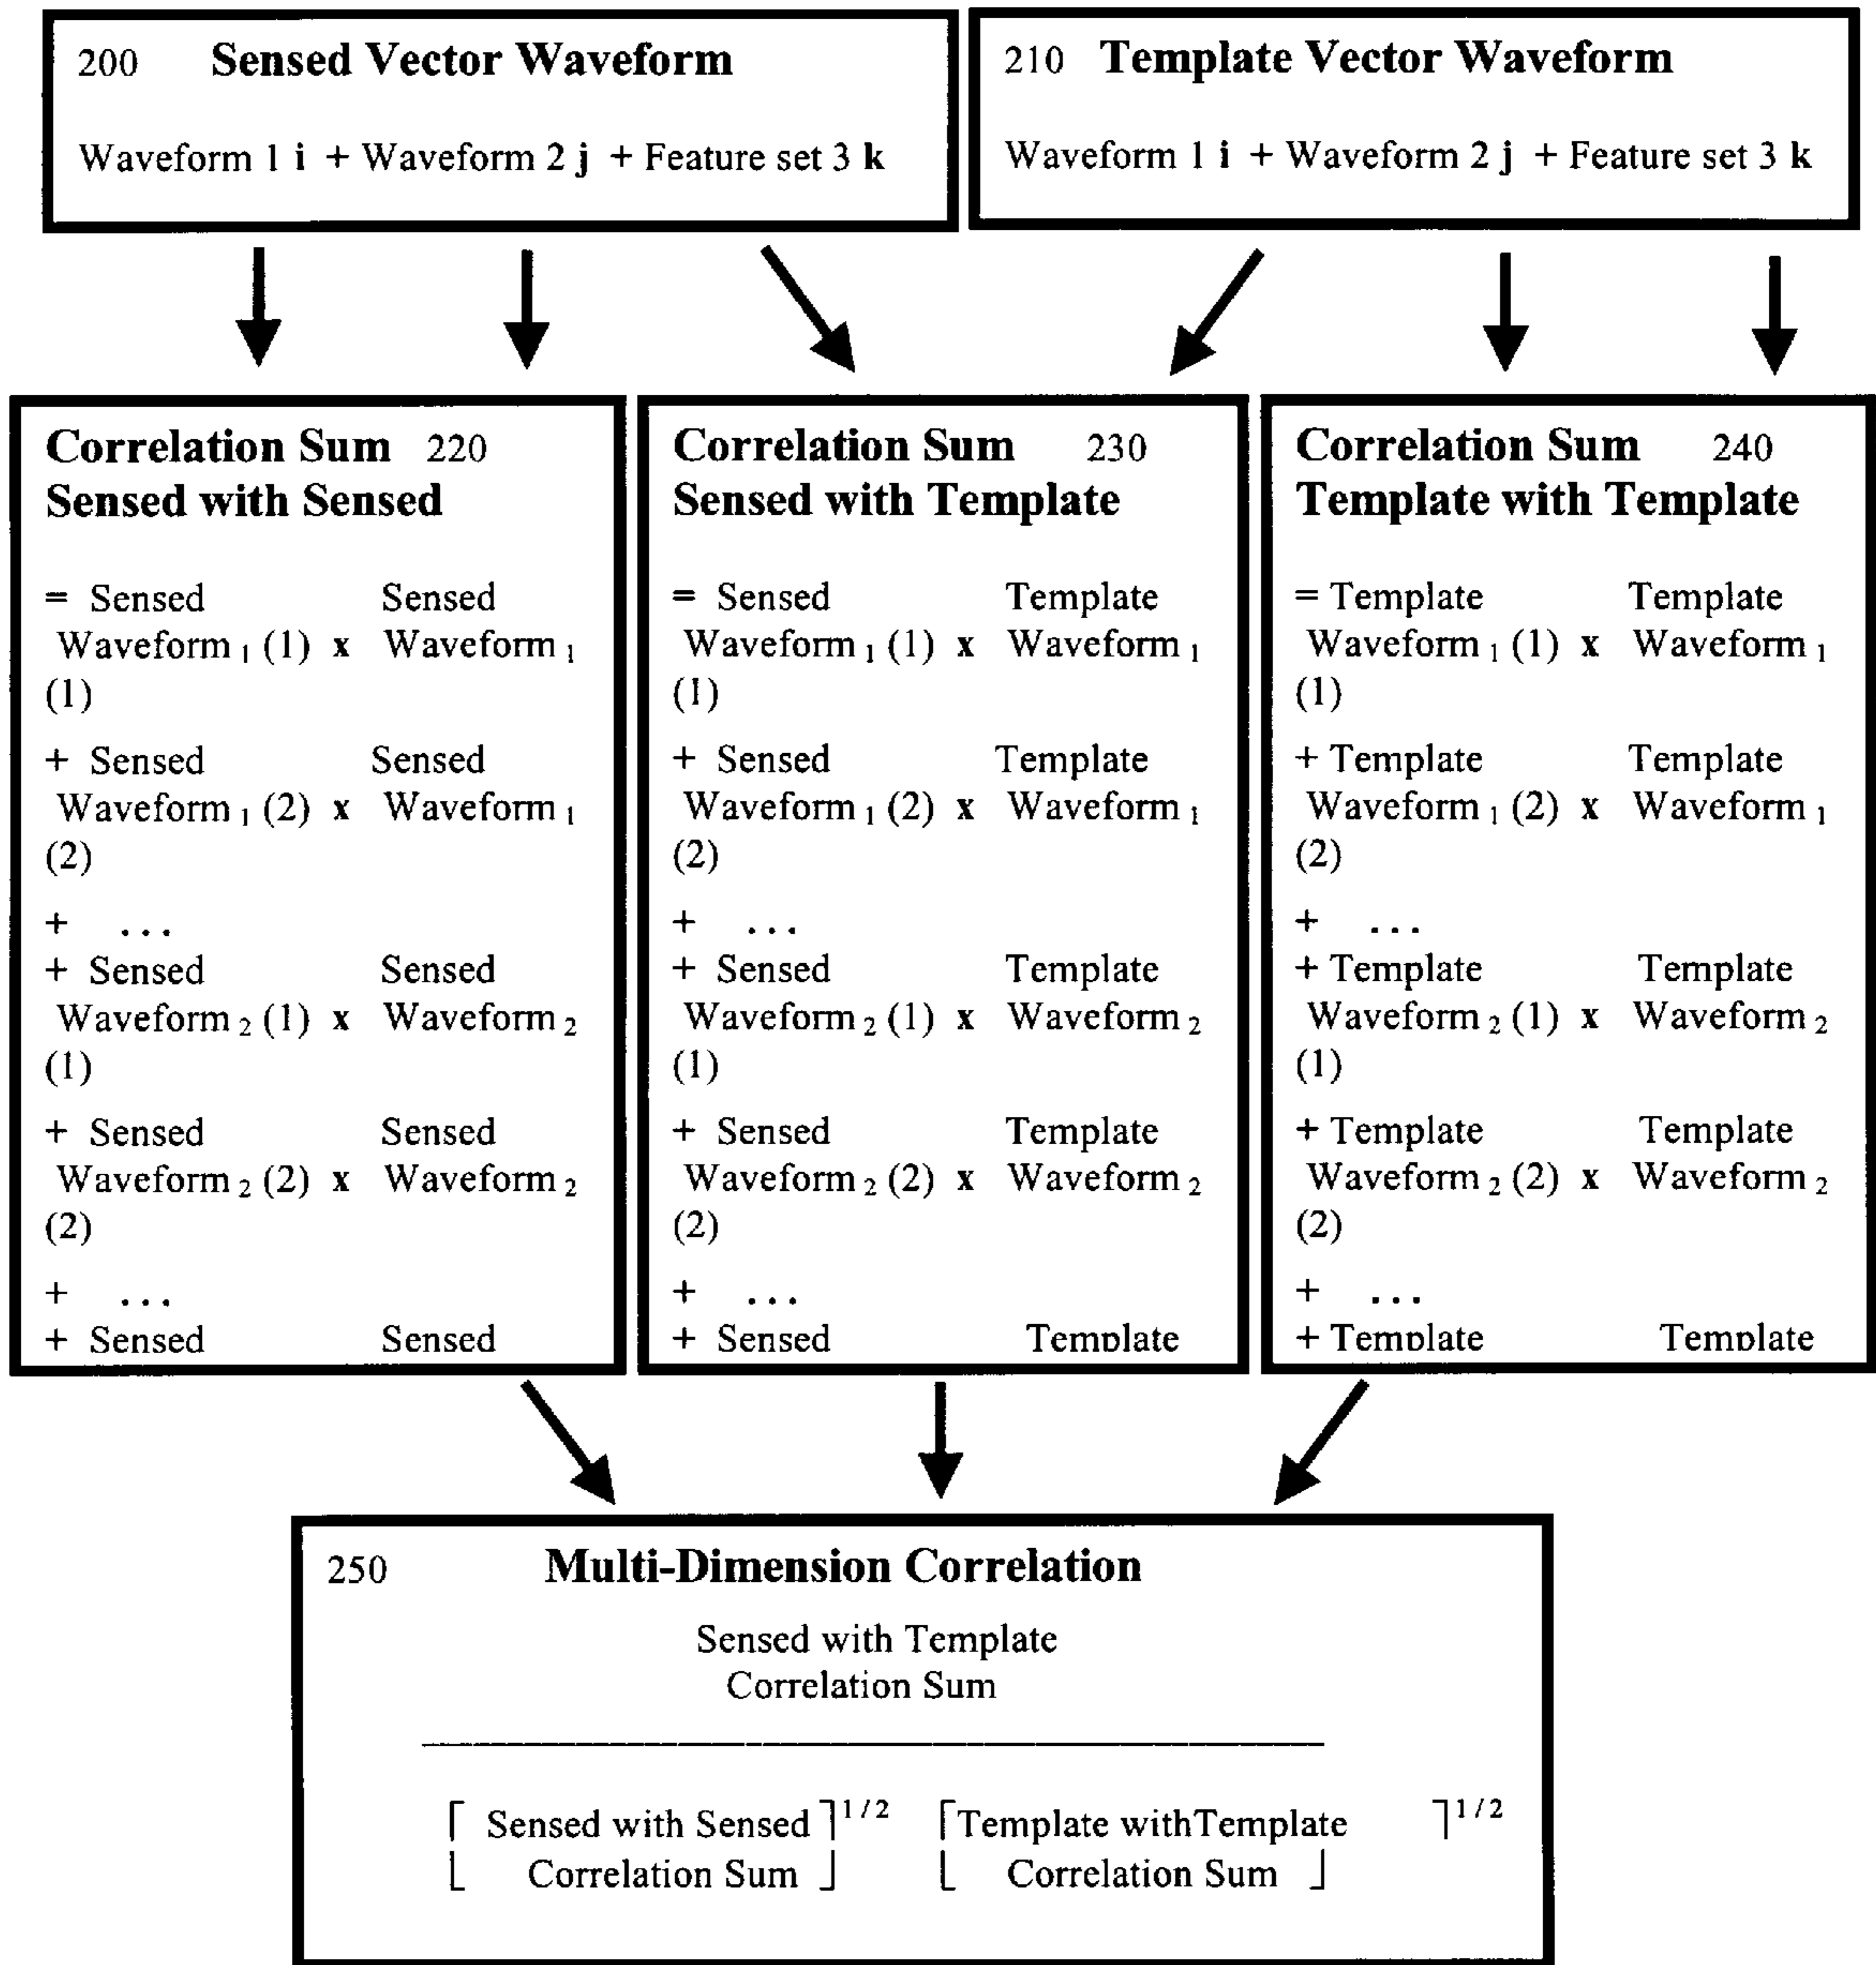 200 Sensed Vector Waveform
Waveform 1 i + Waveform 2 j + Feature set 3 k
210 Template Vector Waveform
Waveform 1 i + Waveform 2 j + Feature set 3 k
Correlation Sum 220
Sensed with Sensed
= Sensed Sensed
Waveform 1 (1) x Waveform 1
(1)
+ Sensed Sensed
Waveform 1 (2) x Waveform 1
(2)
+ ...
+ Sensed Sensed
Waveform 2 (1) x Waveform 2
(1)
+ Sensed Sensed
Waveform 2 (2) x Waveform 2
(2)
+ ...
+ Sensed Sensed
Correlation Sum 230
Sensed with Template
= Sensed Template
Waveform 1 (1) x Waveform 1
(1)
+ Sensed Template
Waveform 1 (2) x Waveform 1
(2)
+ ...
+ Sensed Template
Waveform 2 (1) x Waveform 2
(1)
+ Sensed Template
Waveform 2 (2) x Waveform 2
(2)
+ ...
+ Sensed Template
Correlation Sum 240
Template with Template
= Template Template
Waveform 1 (1) x Waveform 1
(1)
+ Template Template
Waveform 1 (2) x Waveform 1
(2)
+ ...
+ Template Template
Waveform 2 (1) x Waveform 2
(1)
+ Template Template
Waveform 2 (2) x Waveform 2
(2)
+ ...
+ Template Template
250 Multi-Dimension Correlation
Sensed with Template
Correlation Sum
[ Sensed with Sensed ]1/2 [ Template withTemplate ]1/2
Correlation Sum Correlation Sum